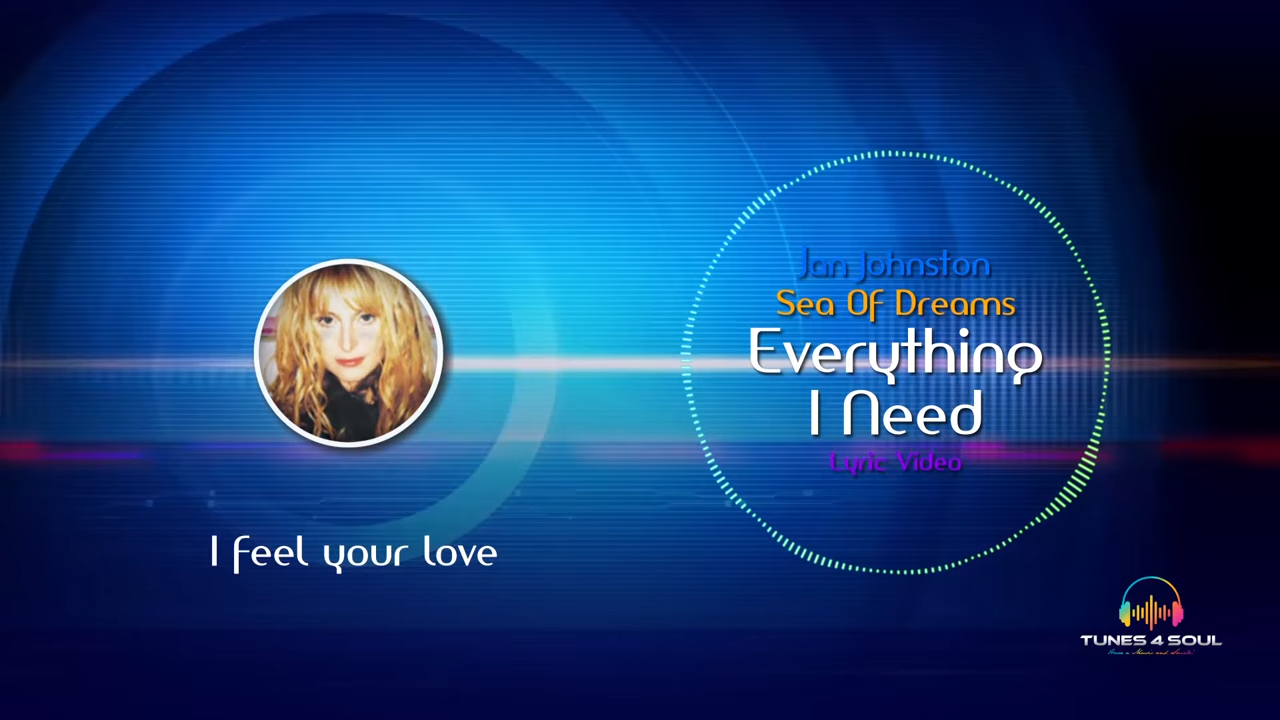 Jan Johnston
Sea Of Dreams
Everything
I Need
Lyric Video
I feel your love
TUNES 4 SOUL